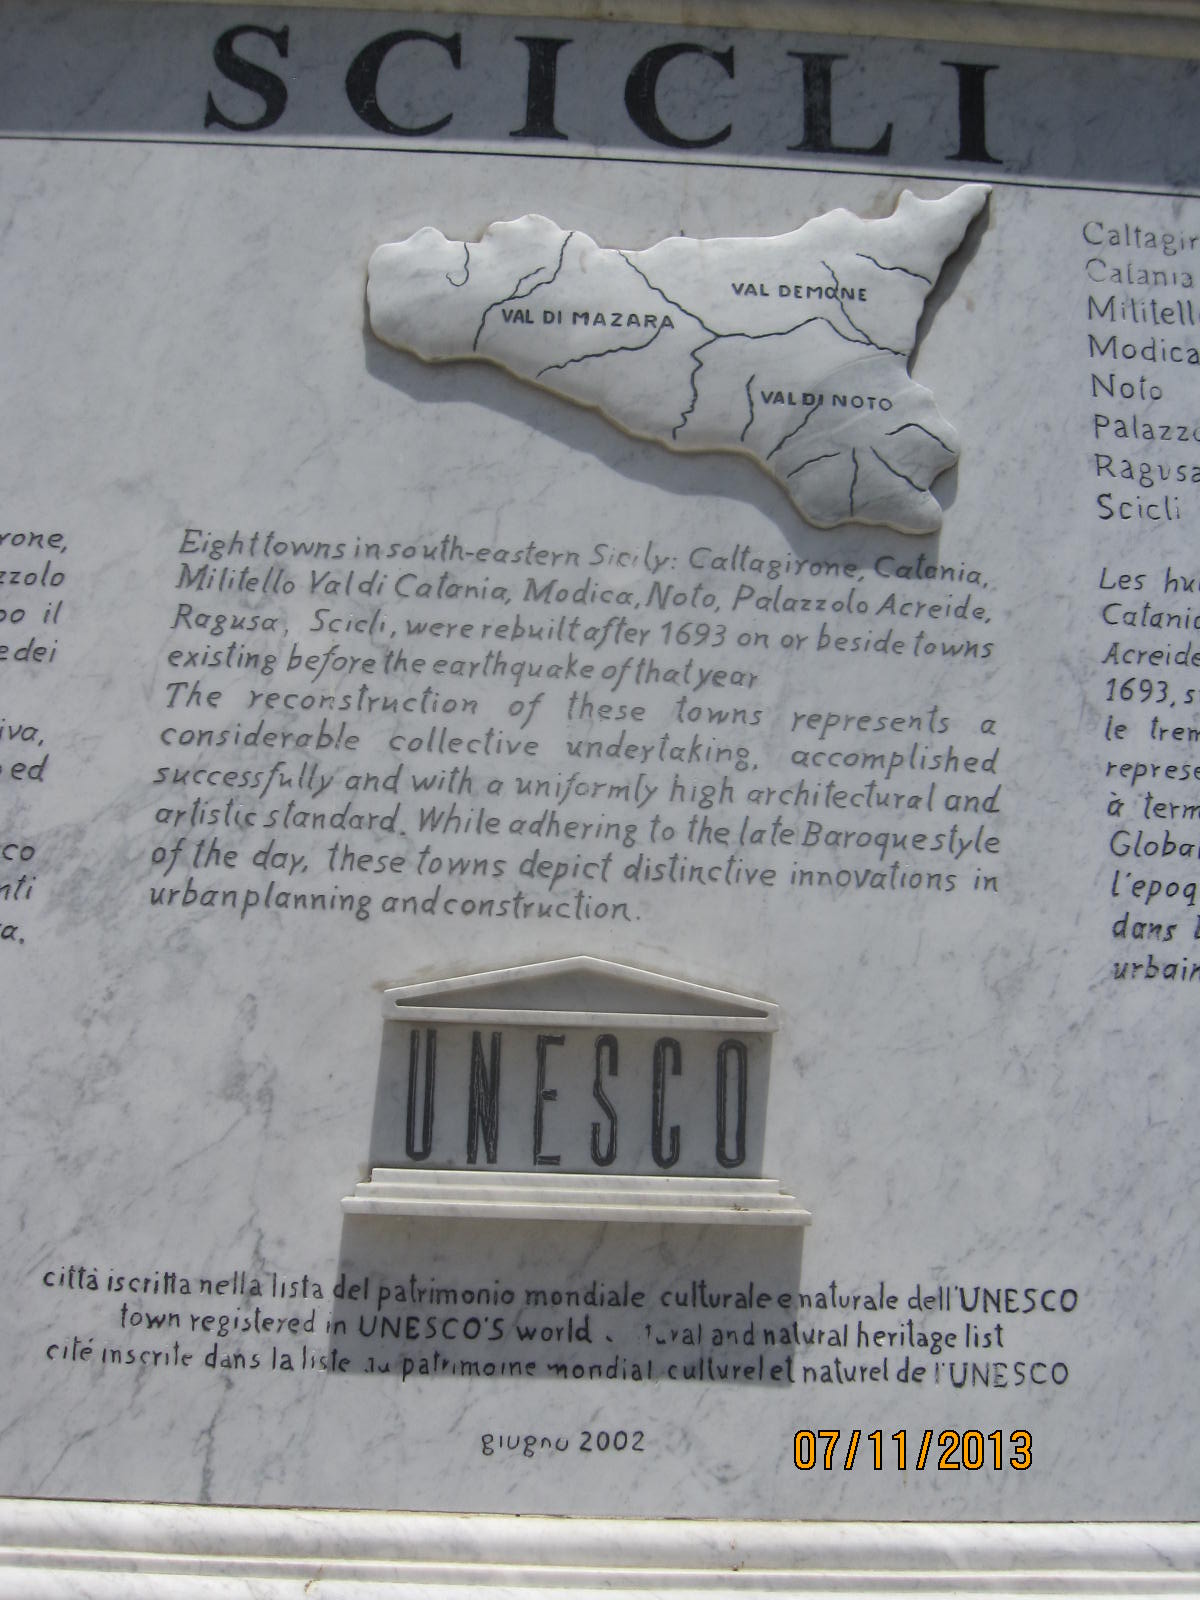 SCICLI
VAL DI MAZARA
VAL DEMONE
VAL DI NOTO
rone,
zzolo
po il
e dei
iva,
ed
co
nti
a.
Eight towns in south-eastern Sicily: Caltagirone, Catania,
Militello Val di Catania, Modica, Noto, Palazzolo Acreide,
Ragusa, Scicli, were rebuilt after 1693 on or beside towns
existing before the earthquake of that year
The reconstruction of these towns represents a
considerable collective undertaking, accomplished
successfully and with a uniformly high architectural and
artistic standard. While adhering to the late Baroque style
of the day, these towns depict distinctive innovations in
urban planning and construction.
Caltagir
Catania
Militell
Modica
Noto
Palazzo
Ragusa
Scicli
Les hu
Catania
Acreide
1693, s
le trem
represe
à term
Global
l'epoq
dans l
urbain
UNESCO
città iscritta nella lista del patrimonio mondiale culturale e naturale dell'UNESCO
town registered in UNESCO'S world and natural heritage list
cité inscrite dans la liste du patrimoine mondial culturel et naturel de l'UNESCO
giugno 2002
07/11/2013